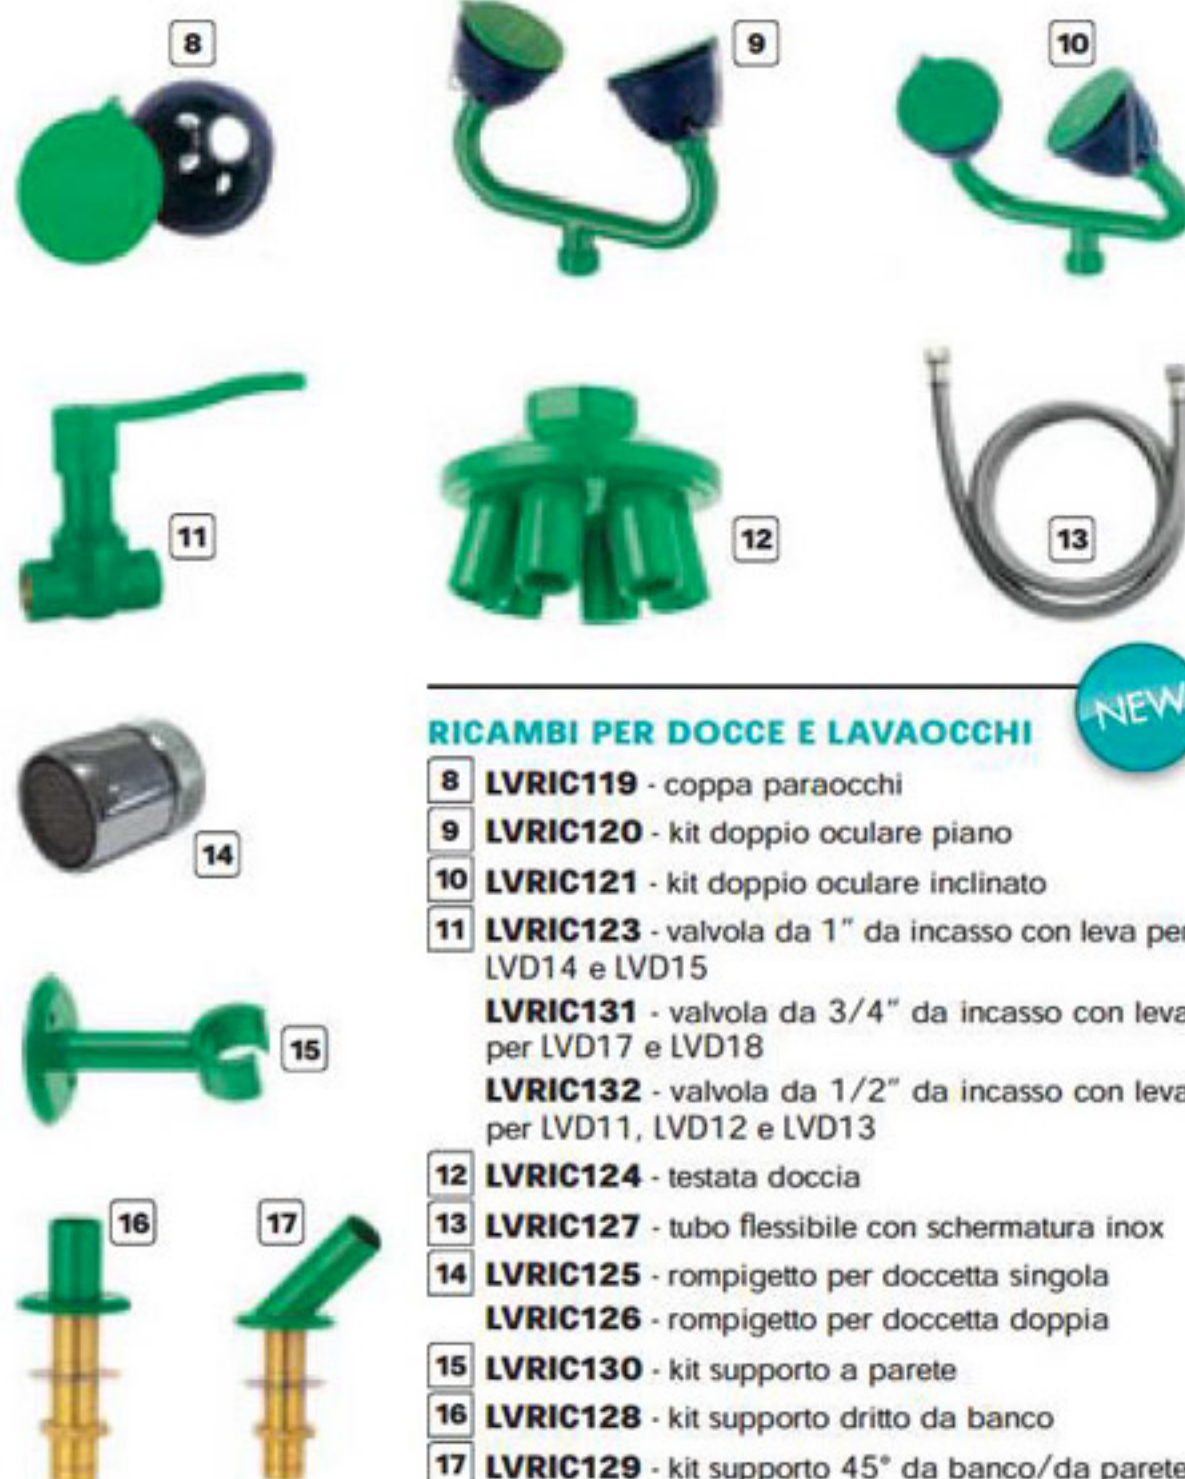 8
9
10
11
12
13
NEW
RICAMBI PER DOCCE E LAVAOCCHI
8 LVRIC119 - coppa paraocchi
9 LVRIC120 - kit doppio oculare piano
10 LVRIC121 - kit doppio oculare inclinato
11 LVRIC123 - valvola da 1” da incasso con leva per
LVD14 e LVD15
LVRIC131 - valvola da 3/4” da incasso con leva
per LVD17 e LVD18
LVRIC132 - valvola da 1/2” da incasso con leva
per LVD11, LVD12 e LVD13
12 LVRIC124 - testata doccia
13 LVRIC127 - tubo flessibile con schermatura inox
14 LVRIC125 - rompigetto per doccetta singola
LVRIC126 - rompigetto per doccetta doppia
15 LVRIC130 - kit supporto a parete
16 LVRIC128 - kit supporto dritto da banco
17 LVRIC129 - kit supporto 45° da banco/da parete
14
15
16
17